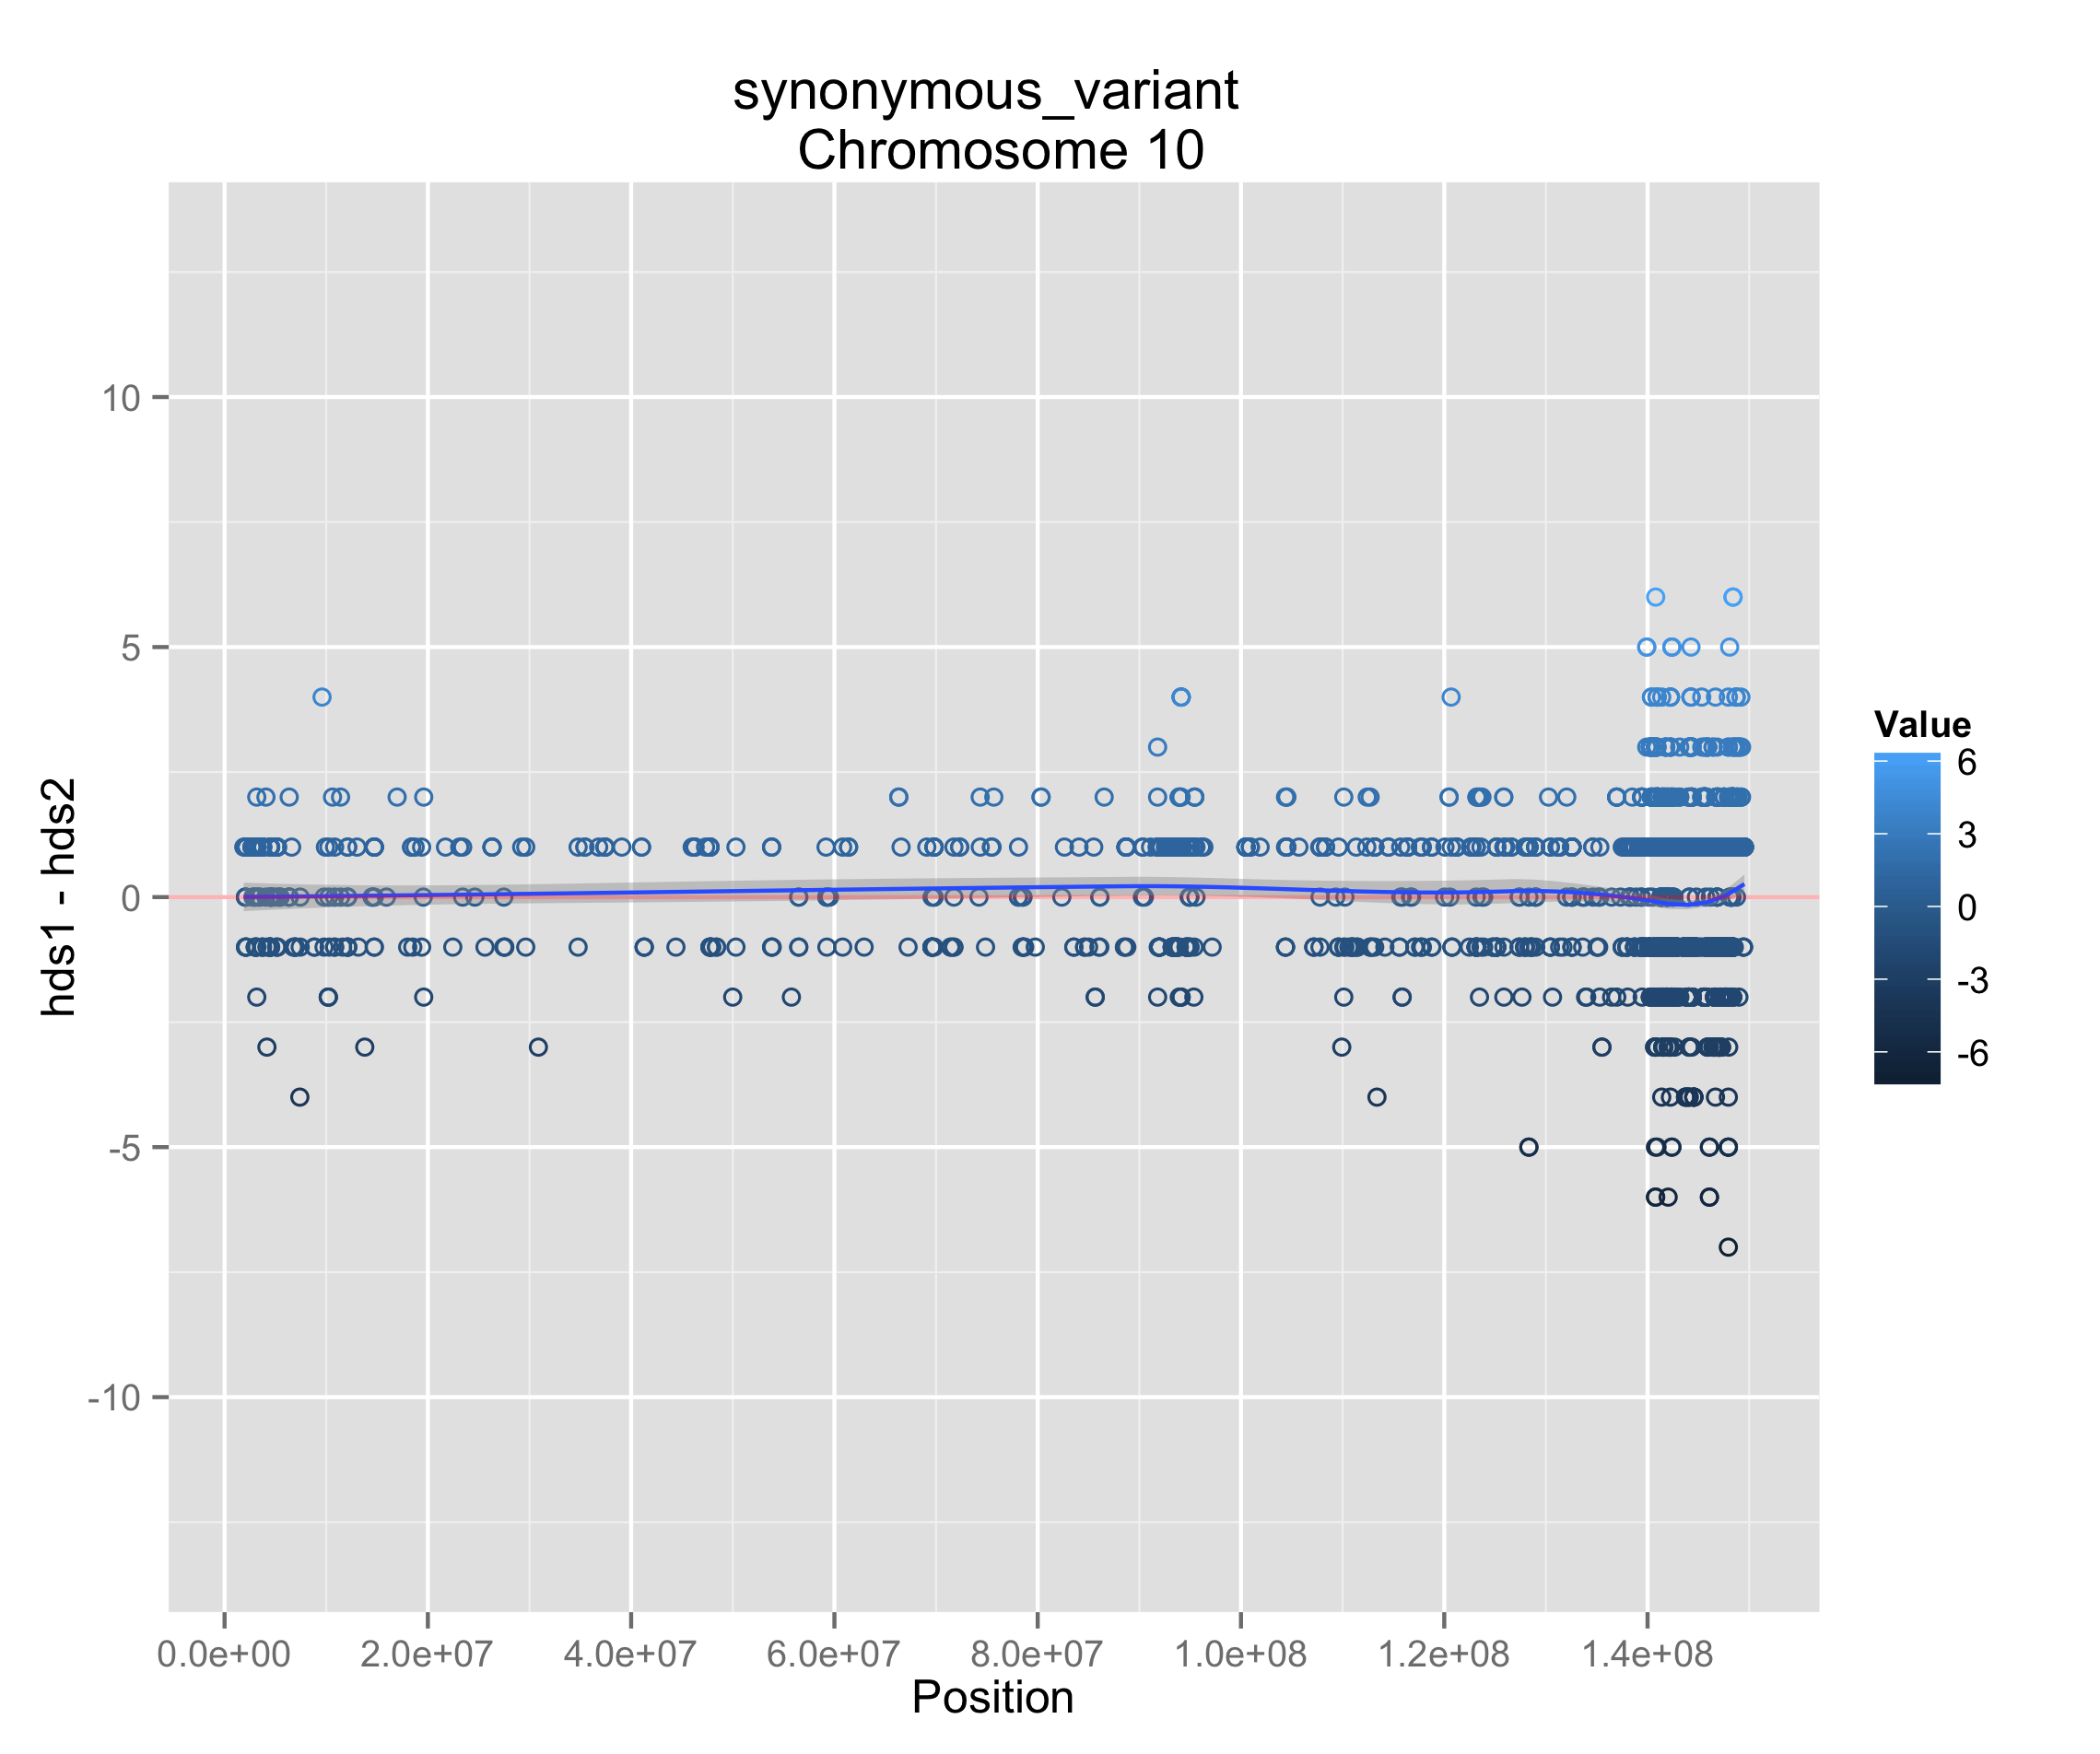 synonymous_variant
Chromosome 10
hds1 - hds2
10
5
0
-5
-10
0.0e+00 2.0e+07 4.0e+07 6.0e+07 8.0e+07 1.0e+08 1.2e+08 1.4e+08
Position
Value
6
3
0
-3
-6